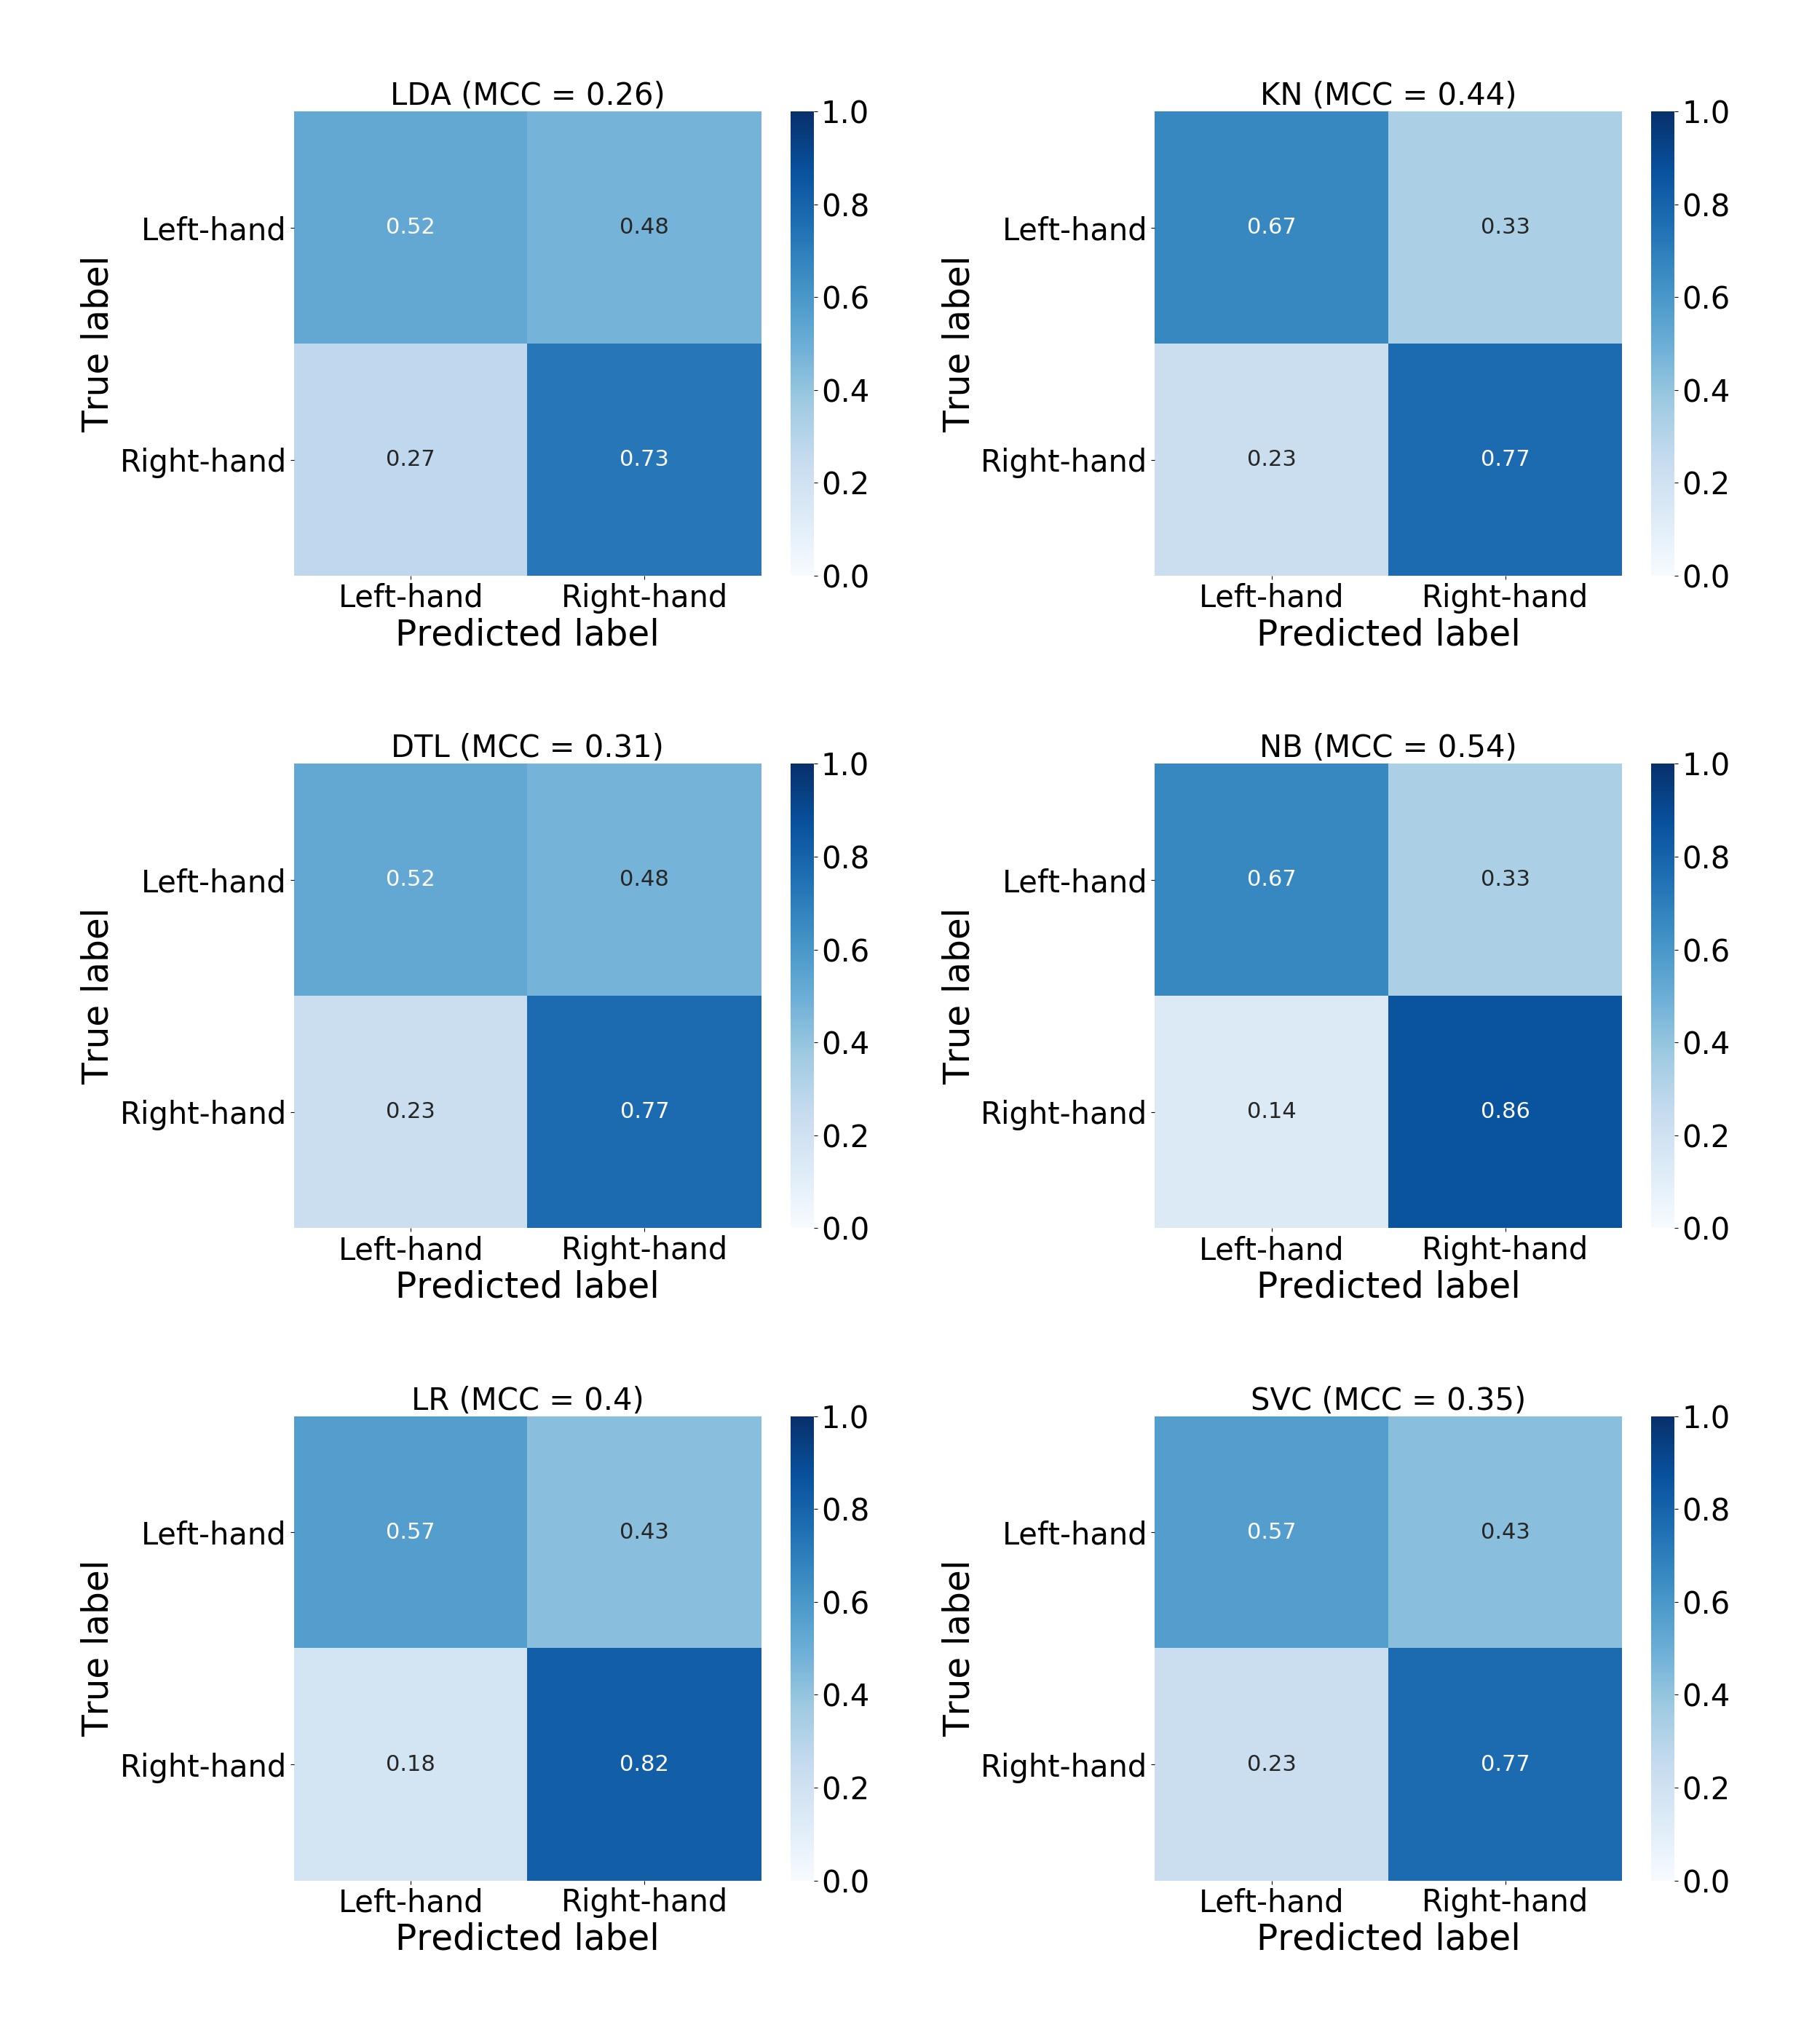 LDA (MCC = 0.26)
1.0
0.8
0.6
0.4
0.2
0.0
True label
Left-hand
Right-hand
0.52 0.48
0.27 0.73
Left-hand Right-hand
Predicted label
KN (MCC = 0.44)
1.0
0.8
0.6
0.4
0.2
0.0
True label
Left-hand
Right-hand
0.67 0.33
0.23 0.77
Left-hand Right-hand
Predicted label
DTL (MCC = 0.31)
1.0
0.8
0.6
0.4
0.2
0.0
True label
Left-hand
Right-hand
0.52 0.48
0.23 0.77
Left-hand Right-hand
Predicted label
NB (MCC = 0.54)
1.0
0.8
0.6
0.4
0.2
0.0
True label
Left-hand
Right-hand
0.67 0.33
0.14 0.86
Left-hand Right-hand
Predicted label
LR (MCC = 0.4)
1.0
0.8
0.6
0.4
0.2
0.0
True label
Left-hand
Right-hand
0.57 0.43
0.18 0.82
Left-hand Right-hand
Predicted label
SVC (MCC = 0.35)
1.0
0.8
0.6
0.4
0.2
0.0
True label
Left-hand
Right-hand
0.57 0.43
0.23 0.77
Left-hand Right-hand
Predicted label